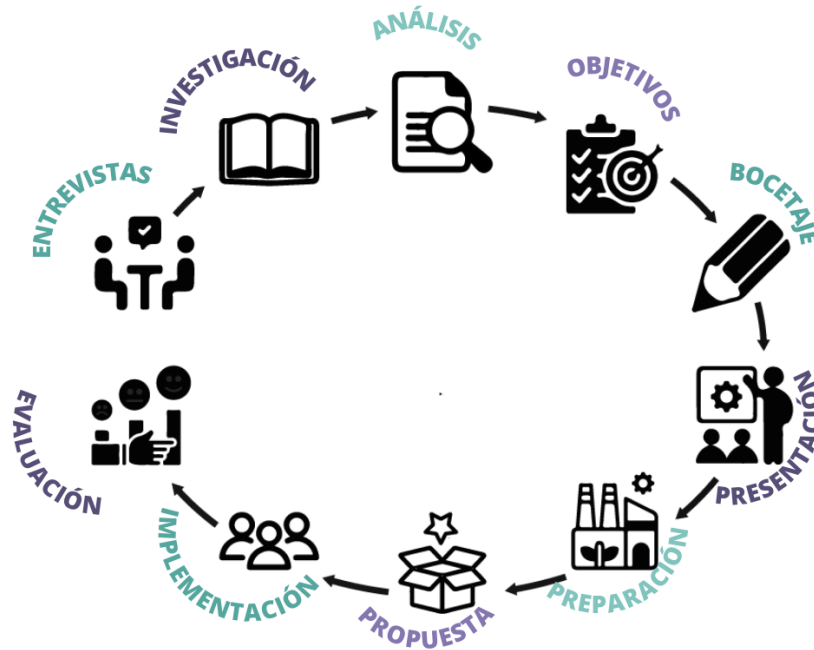 ENTREVISTAS
INVESTIGACIÓN
ANÁLISIS
OBJETIVOS
BOCETAJE
PRESENTACIÓN
PREPARACIÓN
PROPUESTA
IMPLEMENTACIÓN
EVALUACIÓN